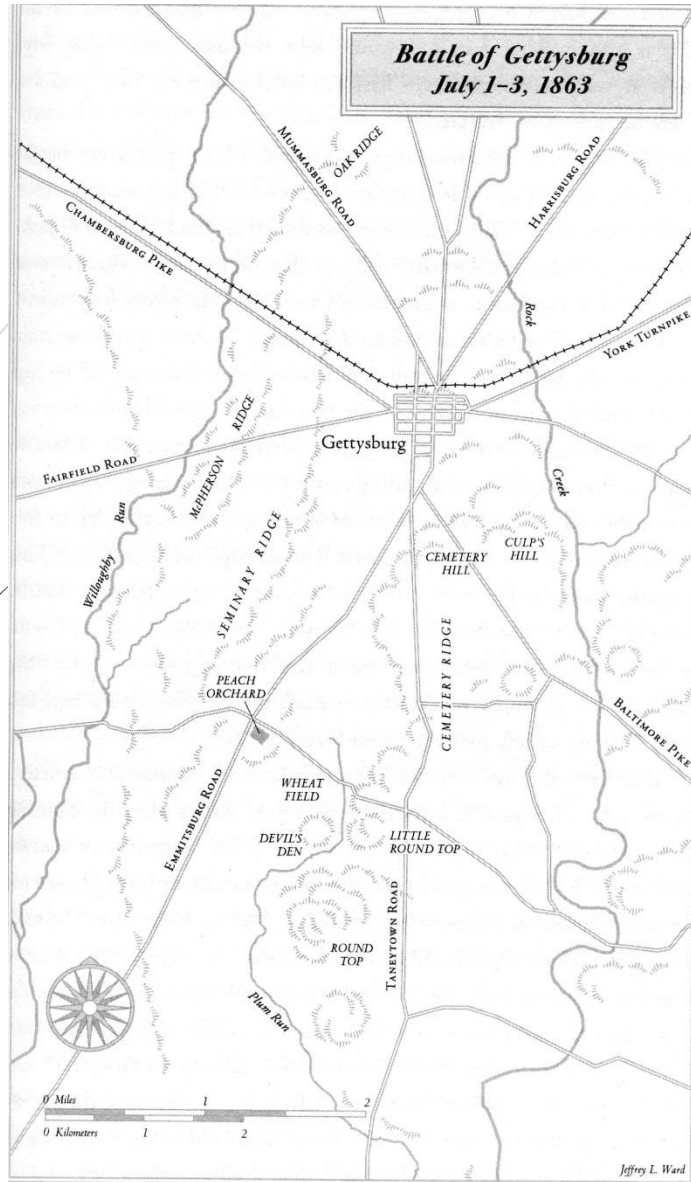 Battle of Gettysburg
July 1–3, 1863
OAK RIDGE
MUMMASBURG ROAD
HARRISBURG ROAD
CHAMBERSBURG PIKE
Rock
YORK TURNPIKE
RIDGE
McPHERSON
Gettysburg
FAIRFIELD ROAD
Run
Willoughby
Creek
CULP'S
HILL
CEMETERY
HILL
SEMINARY RIDGE
PEACH
ORCHARD
CEMETERY RIDGE
BALTIMORE PIKE
WHEAT
FIELD
EMMITSBURG ROAD
DEVIL'S
DEN
LITTLE
ROUND TOP
TANEYTOWN ROAD
ROUND
TOP
Plum Run
0 Miles 1 2
0 Kilometers 1 2
Jeffrey L. Ward